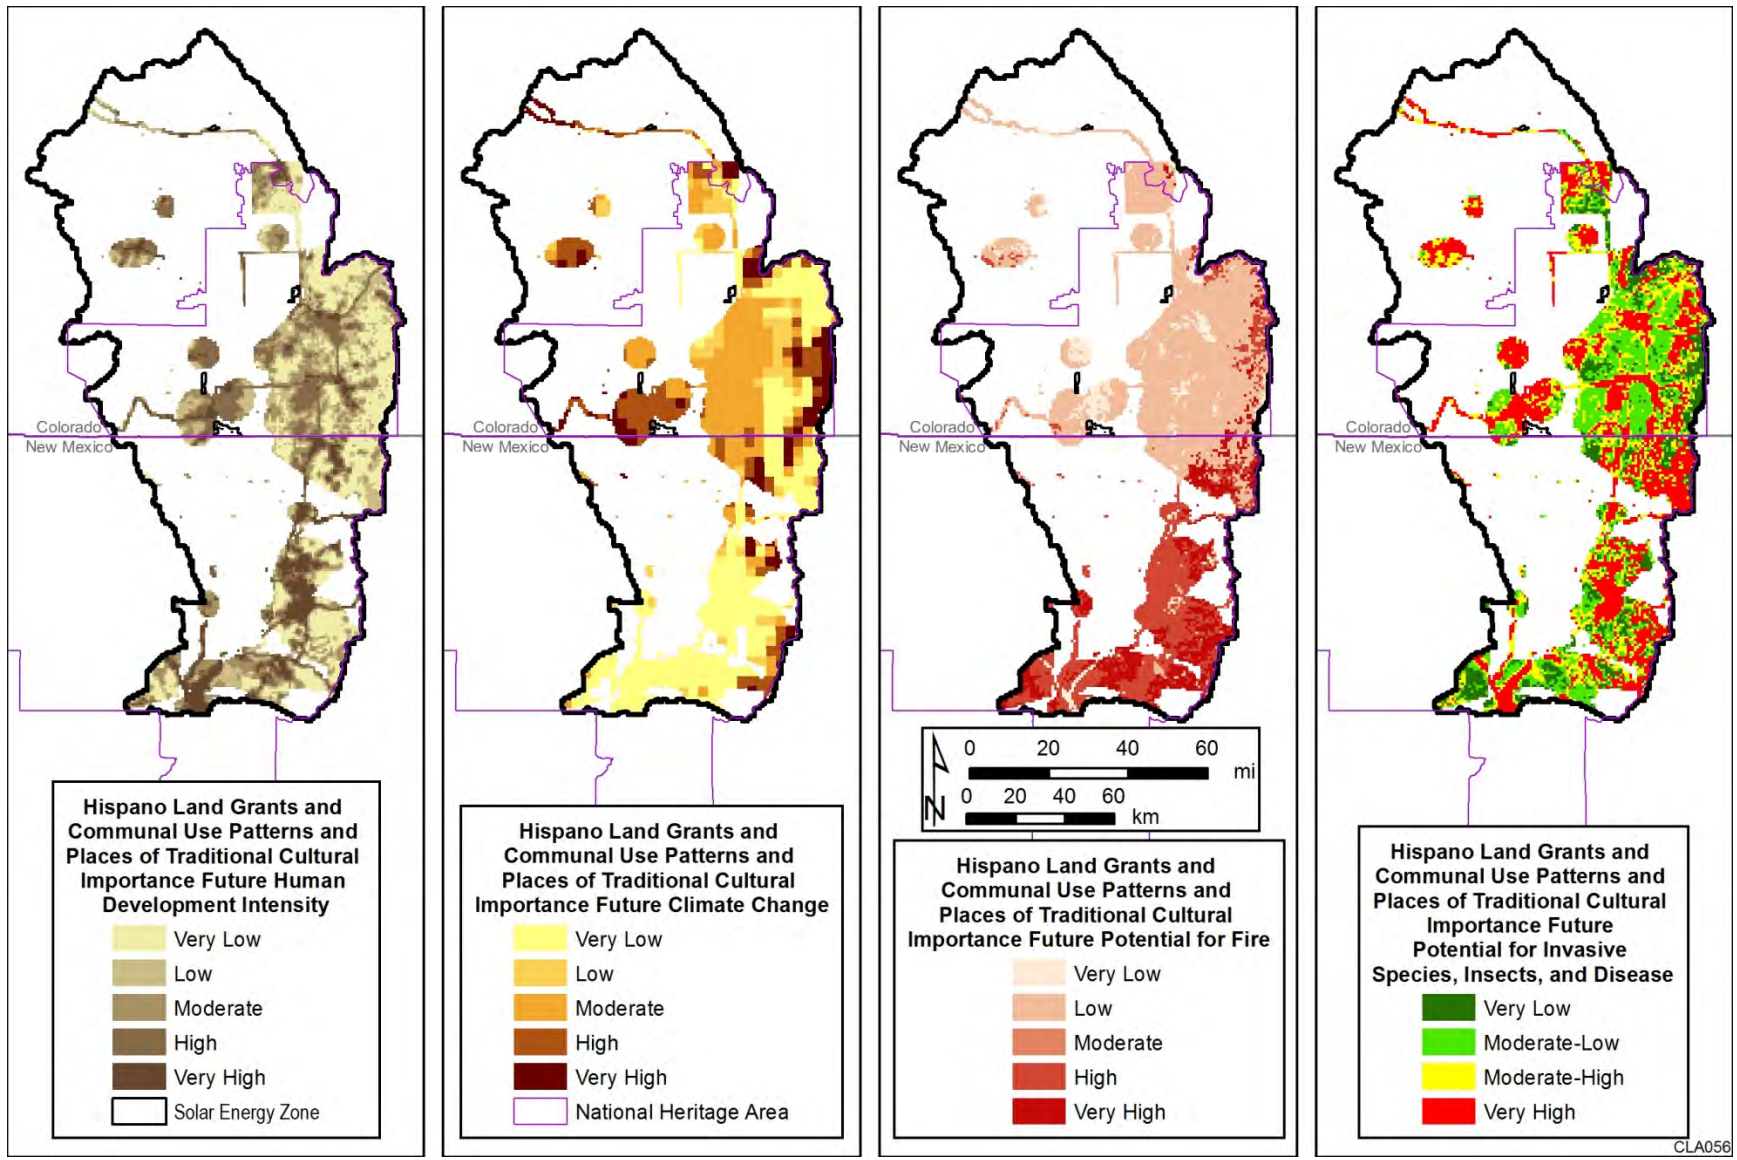 Colorado
New Mexico
Hispano Land Grants and
Communal Use Patterns and
Places of Traditional Cultural
Importance Future Human
Development Intensity
Very Low
Low
Moderate
High
Very High
Solar Energy Zone
Colorado
New Mexico
Hispano Land Grants and
Communal Use Patterns and
Places of Traditional Cultural
Importance Future Climate Change
Very Low
Low
Moderate
High
Very High
National Heritage Area
Colorado
New Mexico
0 20 40 60
mi
0 20 40 60
km
N
Hispano Land Grants and
Communal Use Patterns and
Places of Traditional Cultural
Importance Future Potential for Fire
Very Low
Low
Moderate
High
Very High
Colorado
New Mexico
Hispano Land Grants and
Communal Use Patterns and
Places of Traditional Cultural
Importance Future
Potential for Invasive
Species, Insects, and Disease
Very Low
Moderate-Low
Moderate-High
Very High
CLA056